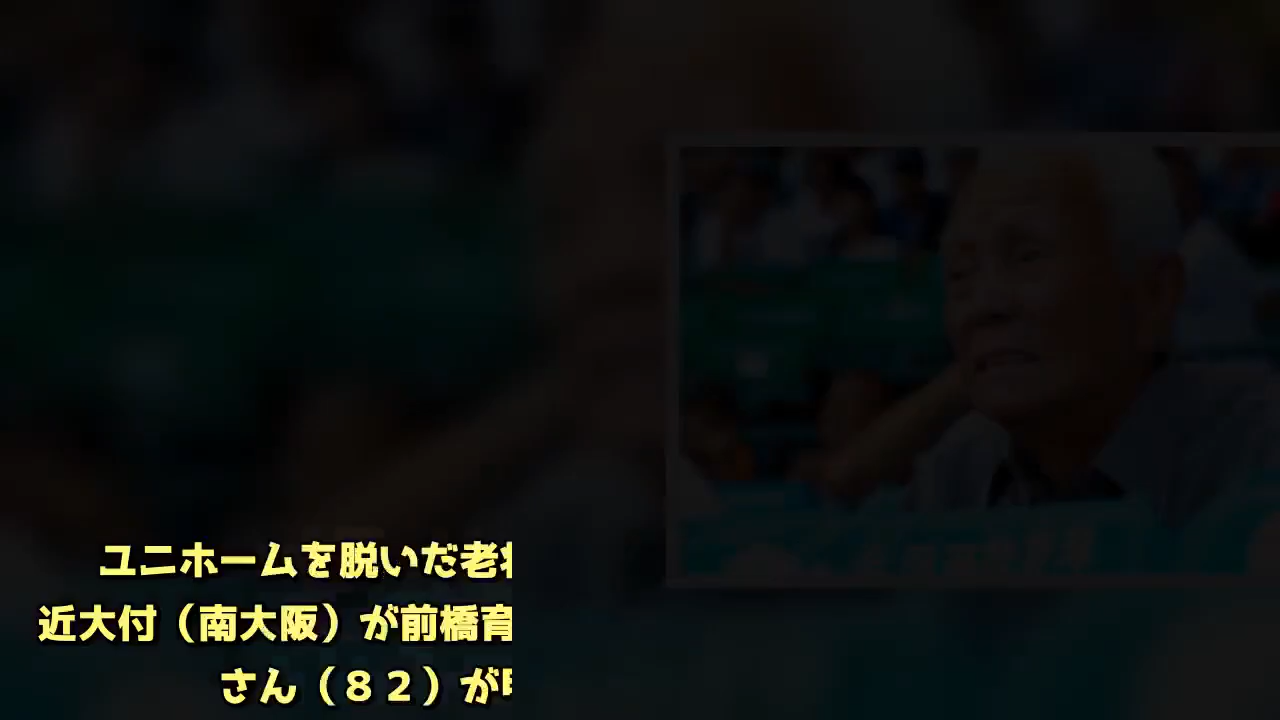 ユニホームを脱いだ老
近大付（南大阪）が前橋育
さん（８２）が